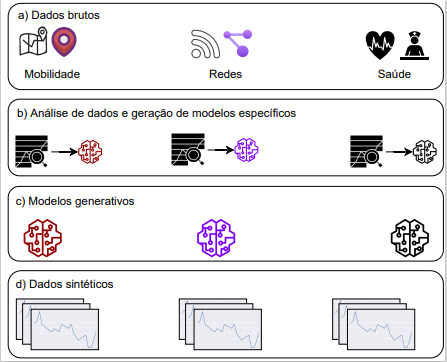 a) Dados brutos
Mobilidade
Redes
Saúde
b) Análise de dados e geração de modelos específicos
c) Modelos generativos
d) Dados sintéticos